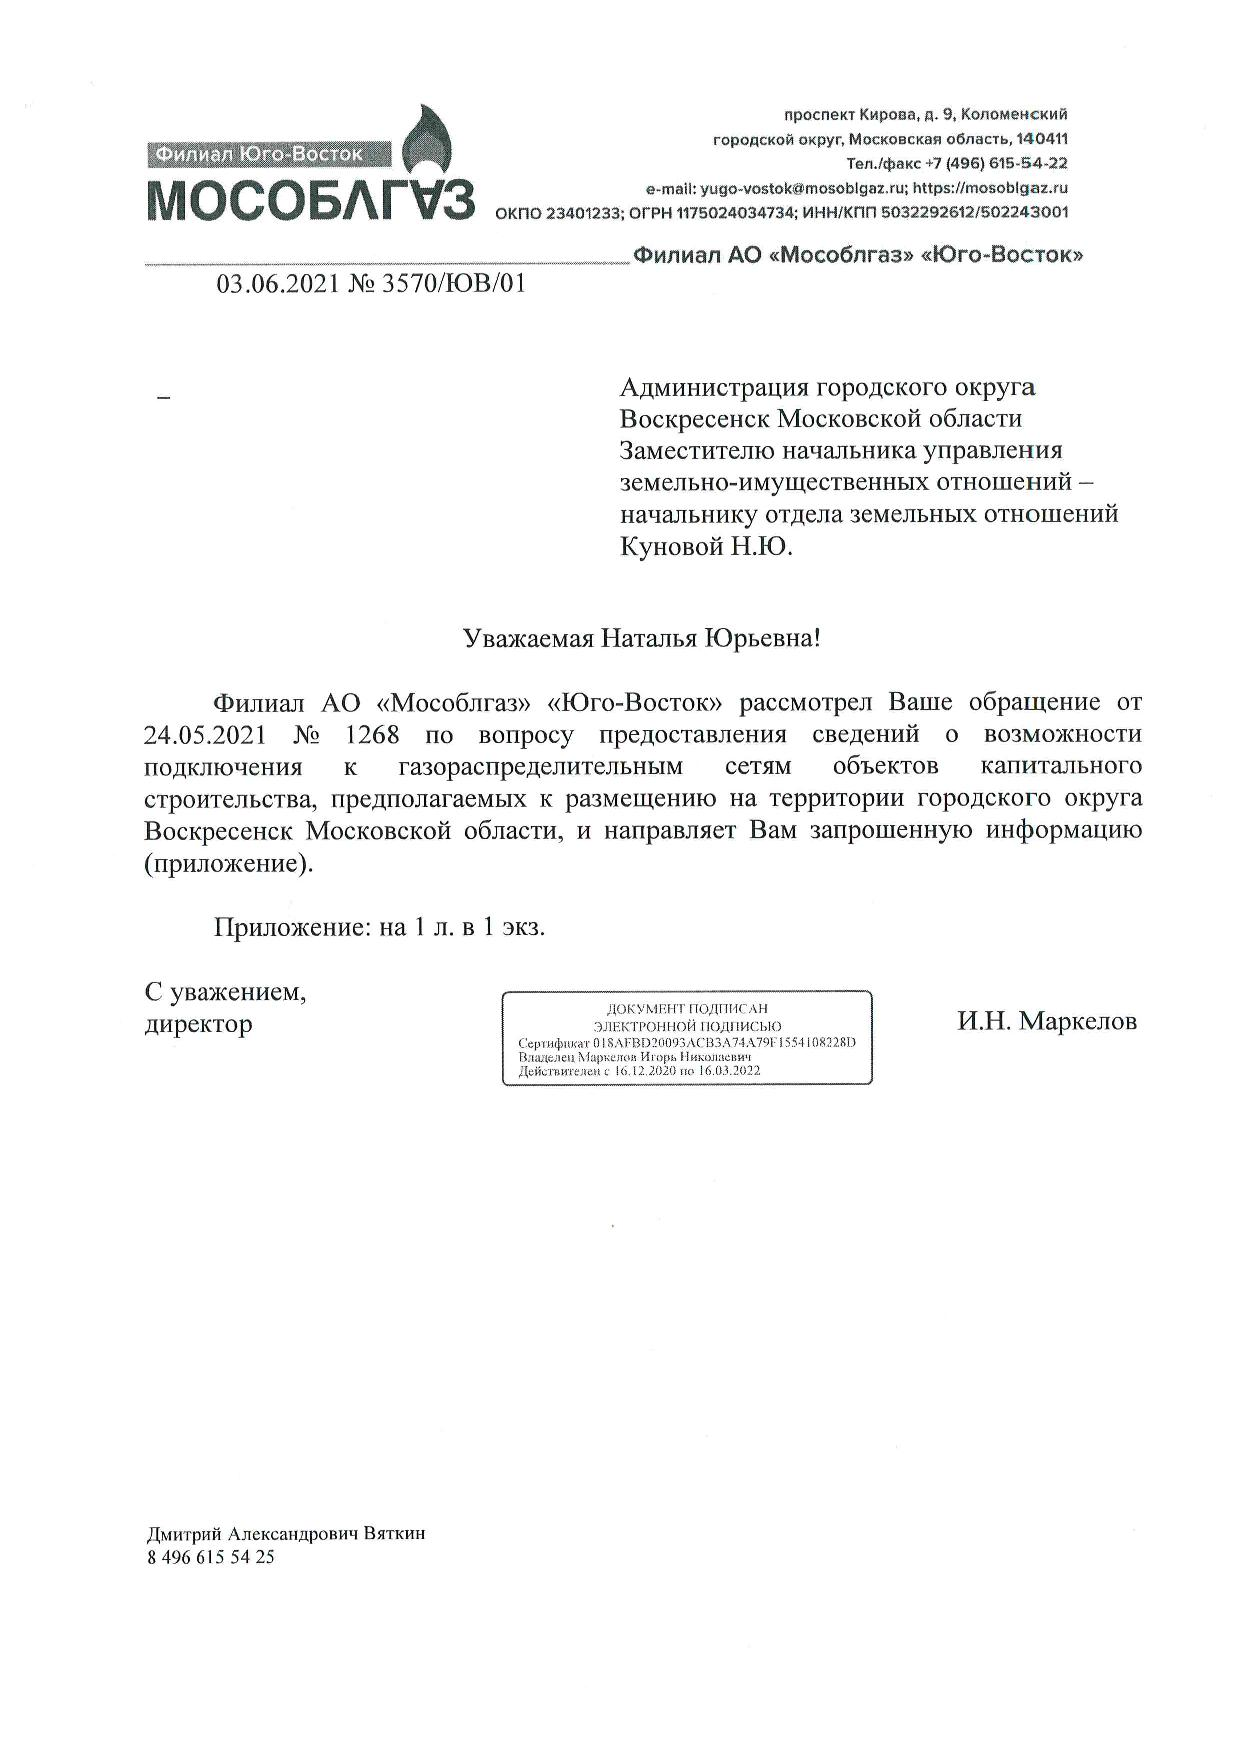 Филиал Юго-Восток
МОСОБЛГАЗ
проспект Кирова, д. 9, Коломенский
городской округ, Московская область, 140411
Тел./факс +7 (496) 615-54-22
e-mail: yugo-vostok@mosoblgaz.ru; https://mosoblgaz.ru
ОКПО 23401233; ОГРН 1175024034734; ИНН/КПП 5032292612/502243001
Филиал АО «Мособлгаз» «Юго-Восток»
03.06.2021 № 3570/ЮВ/01
Администрация городского округа
Воскресенск Московской области
Заместителю начальника управления
земельно-имущественных отношений –
начальнику отдела земельных отношений
Куновой Н.Ю.
Уважаемая Наталья Юрьевна!
Филиал АО «Мособлгаз» «Юго-Восток» рассмотрел Ваше обращение от
24.05.2021 № 1268 по вопросу предоставления сведений о возможности
подключения к газораспределительным сетям объектов капитального
строительства, предполагаемых к размещению на территории городского округа
Воскресенск Московской области, и направляет Вам запрошенную информацию
(приложение).
Приложение: на 1 л. в 1 экз.
С уважением,
директор
ДОКУМЕНТ ПОДПИСАН
ЭЛЕКТРОННОЙ ПОДПИСЬЮ
Сертификат 018AFBD20093ACB3A74A79F1554108228D
Владелец Маркелов Игорь Николаевич
Действителен с 16.12.2020 по 16.03.2022
И.Н. Маркелов
Дмитрий Александрович Вяткин
8 496 615 54 25